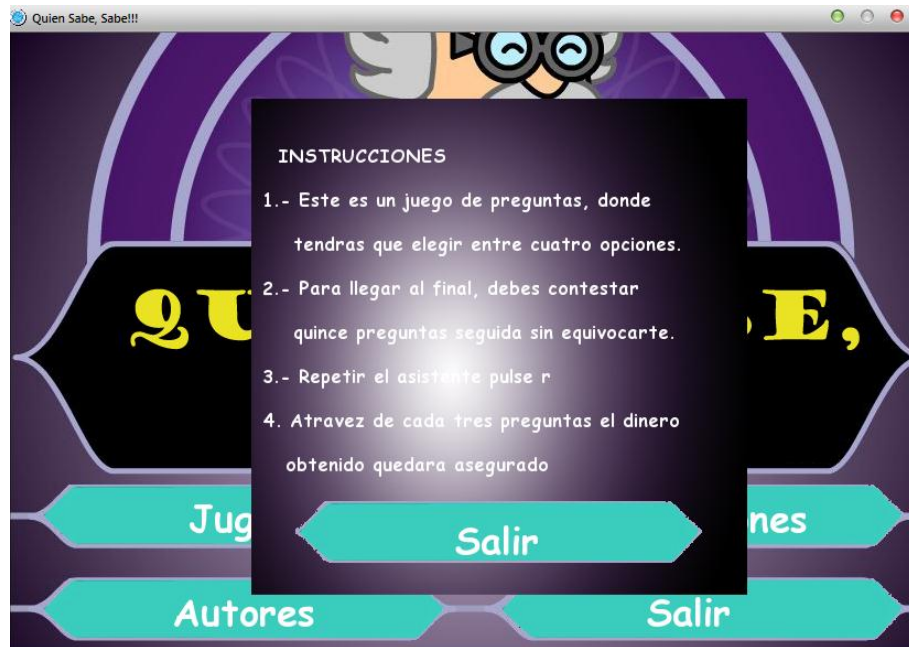 Quien Sabe, Sabe!!!
INSTRUCCIONES
1.- Este es un juego de preguntas, donde
tendras que elegir entre cuatro opciones.
2.- Para llegar al final, debes contestar
quince preguntas seguida sin equivocarte.
3.- Repetir el asistente pulse r
4. Atravez de cada tres preguntas el dinero
obtenido quedara asegurado
Salir
Autores
Salir